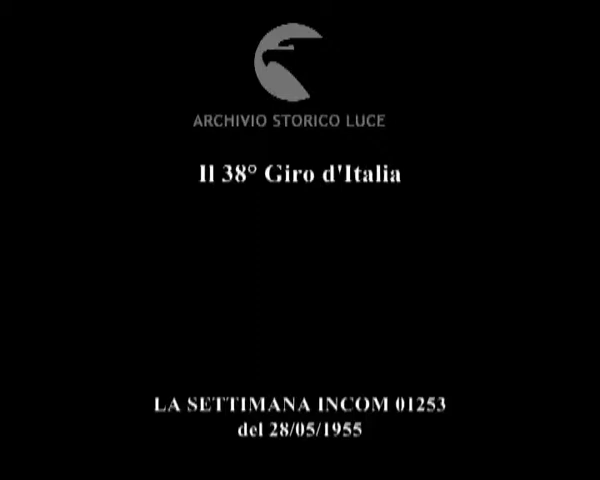 ARCHIVIO STORICO LUCE
Il 38° Giro d'Italia
LA SETTIMANA INCOM 01253
del 28/05/1955